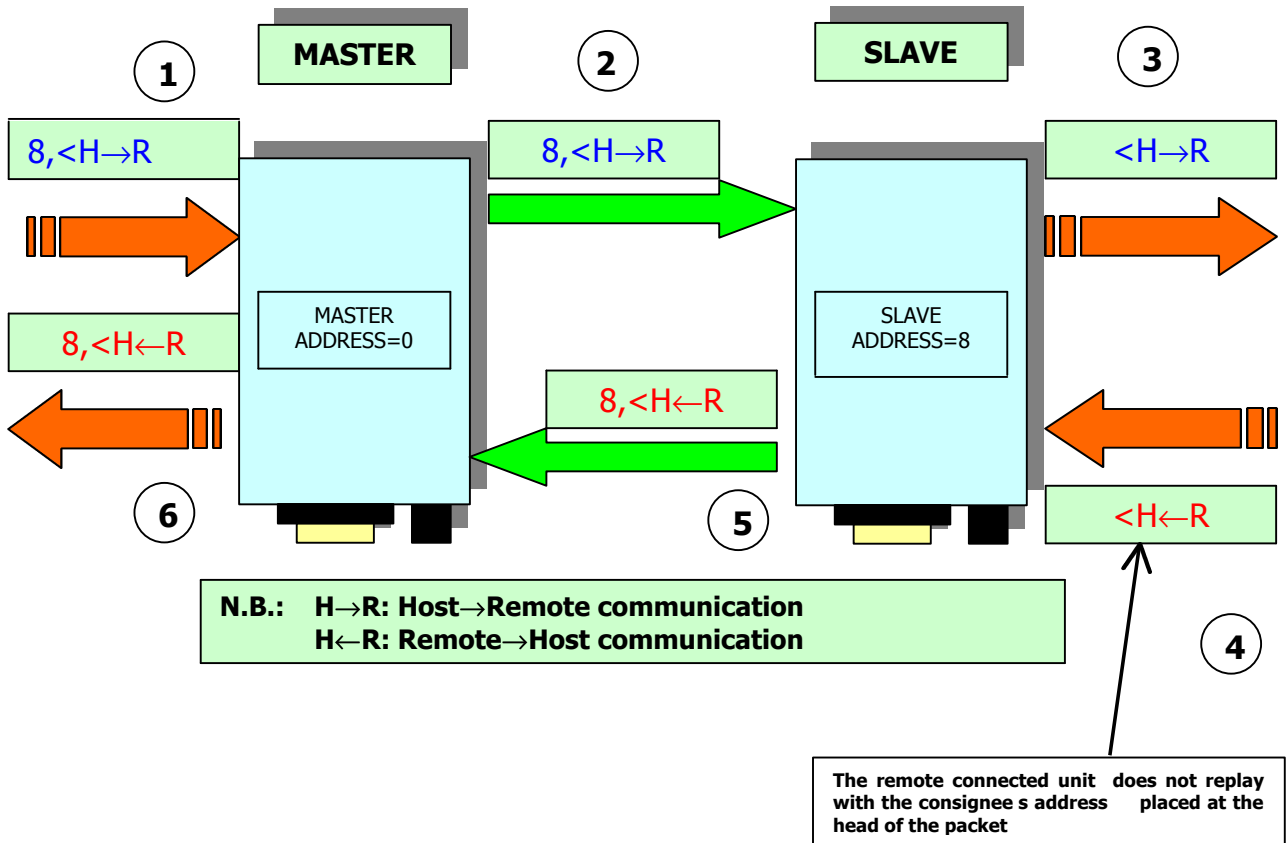 MASTER
SLAVE
1
2
3
8,<H→R
8,<H→R
<H→R
MASTER
ADDRESS=0
SLAVE
ADDRESS=8
8,<H←R
8,<H←R
<H←R
6
5
4
N.B.: H→R: Host→Remote communication
H←R: Remote→Host communication
The remote connected unit does not replay
with the consignee s address placed at the
head of the packet